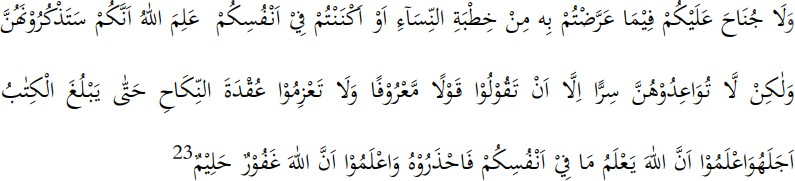 وَلَا جُنَاحَ عَلَيْكُمْ فِيْمَا عَرَّضْتُمْ بِه مِنْ خِطْبَةِ النِّسَاۤءِ اَوْ اَكْنَنْتُمْ فِيْ اَنْفُسِكُمْ عَلِمَ اللّٰهُ اَنَّكُمْ سَتَذْكُرُوْنَهُنَّ
وَلٰكِنْ لَّا تُوَاعِدُوْهُنَّ سِرًّا اِلَّا اَنْ تَقُوْلُوْا قَوْلًا مَّعْرُوْفًا وَلَا تَعْزِمُوْا عُقْدَةَ النِّكَاحِ حَتّٰى يَبْلُغَ الْكِتٰبُ
اَجَلَهُوَاعْلَمُوْا اَنَّ اللّٰهَ يَعْلَمُ مَا فِيْ اَنْفُسِكُمْ فَاحْذَرُوْهُ وَاعْلَمُوْا اَنَّ اللّٰهَ غَفُوْرٌ حَلِيْمٌ23